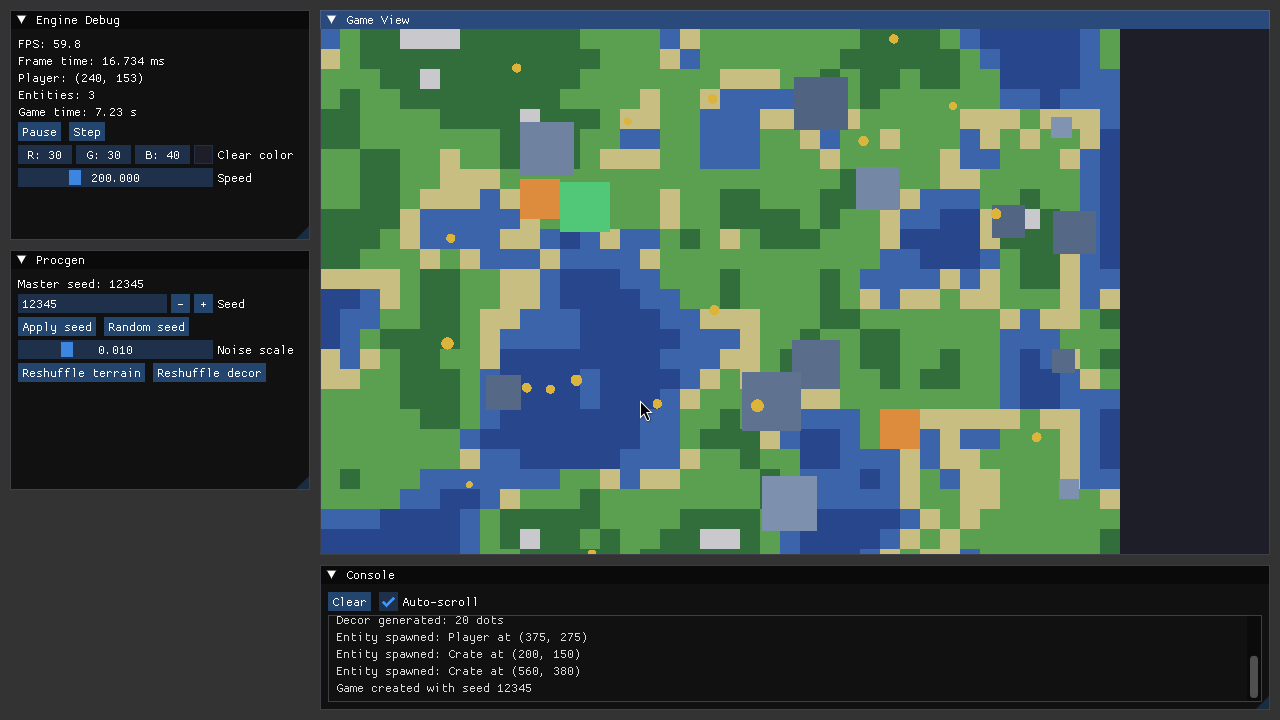 Engine Debug
FPS: 59.8
Frame time: 16.734 ms
Player: (240, 153)
Entities: 3
Game time: 7.23 s
Pause Step
R: 30 G: 30 B: 40 Clear color
200.000 Speed
Procgen
Master seed: 12345
12345 - + Seed
Apply seed Random seed
0.010 Noise scale
Reshuffle terrain Reshuffle decor
Game View
Console
Clear Auto-scroll
Decor generated: 20 dots
Entity spawned: Player at (375, 275)
Entity spawned: Crate at (200, 150)
Entity spawned: Crate at (560, 380)
Game created with seed 12345